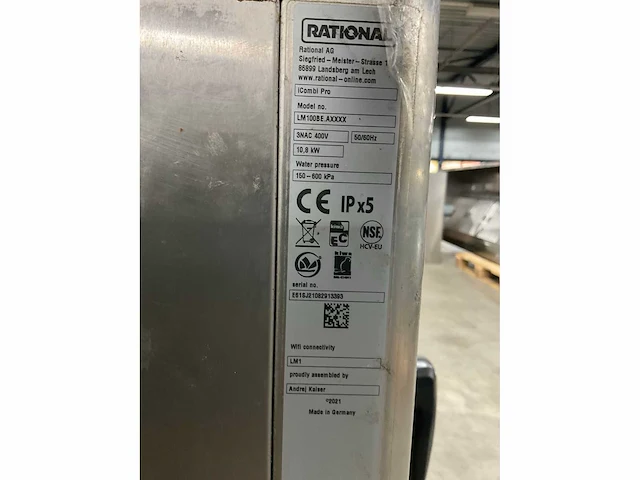 RATIONAL
Rational AG
Siegfried – Meister – Strasse 1
86899 Landsberg am Lech
www.rational – online.com
iCombi Pro
Model no.
LM100BE.AXXXX
3NAC 400V 50/60Hz
10,8 kW
Water pressure
150 – 600 kPa
CE IPx5
EC NSF
HCV-EU
serial no.
E61SJ21082913393
Wifi connectivity
LM1
proudly assembled by
Andrej Kaiser
©2021
Made in Germany